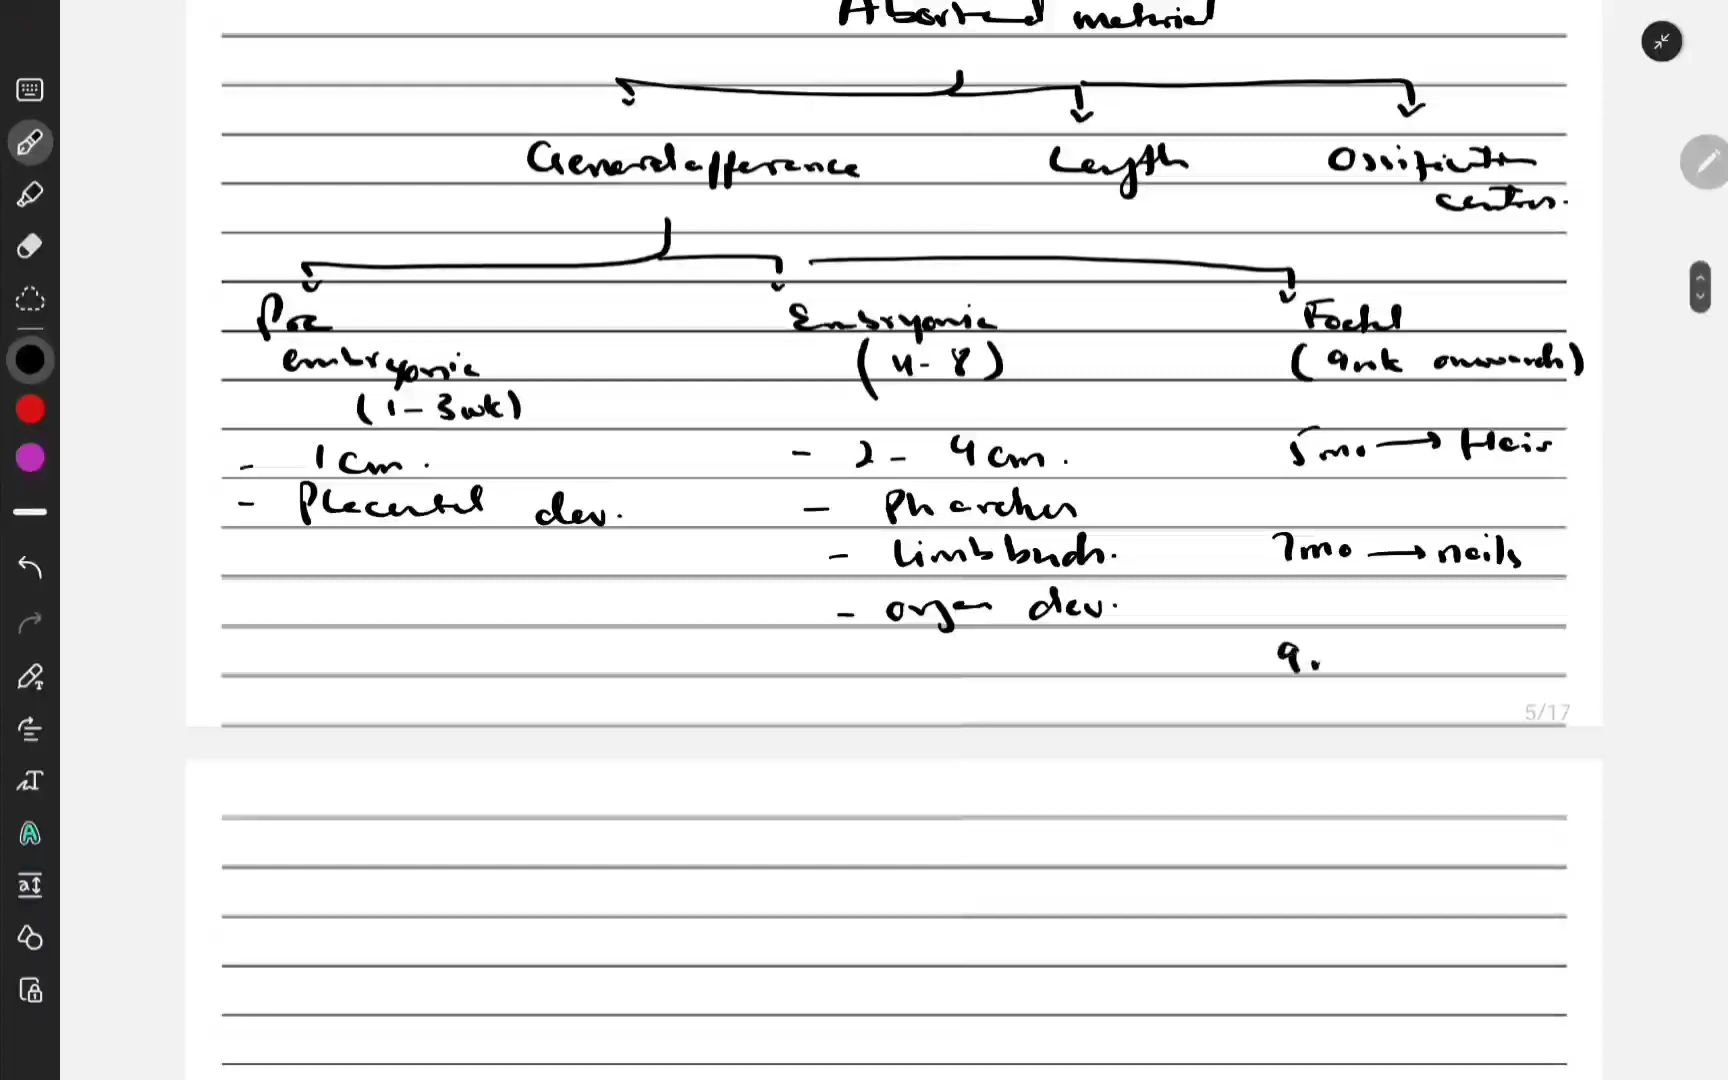 Aborted material
General difference Length Ossification
centres.
Pre Embryonic Foetal
embryonic (4-8) (9wk onwards)
(1-3wk)
- 1cm. - 2-4cm. 5mo → Hair
- Placental dev. - Ph arches
- limb buds. 7mo → nails
- organ dev.
9.
5/17